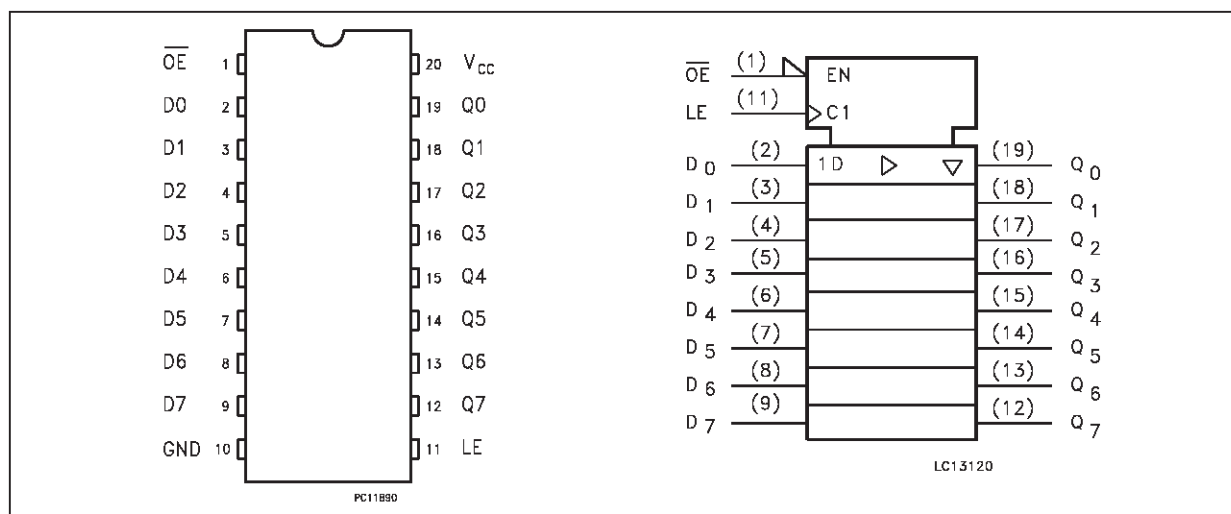 O̅E̅ 1 20 VCC
D0 2 19 Q0
D1 3 18 Q1
D2 4 17 Q2
D3 5 16 Q3
D4 6 15 Q4
D5 7 14 Q5
D6 8 13 Q6
D7 9 12 Q7
GND 10 11 LE
PC11890
O̅E̅ (1) EN
LE (11) C1
D0 (2) 1D (19) Q0
D1 (3) (18) Q1
D2 (4) (17) Q2
D3 (5) (16) Q3
D4 (6) (15) Q4
D5 (7) (14) Q5
D6 (8) (13) Q6
D7 (9) (12) Q7
LC13120